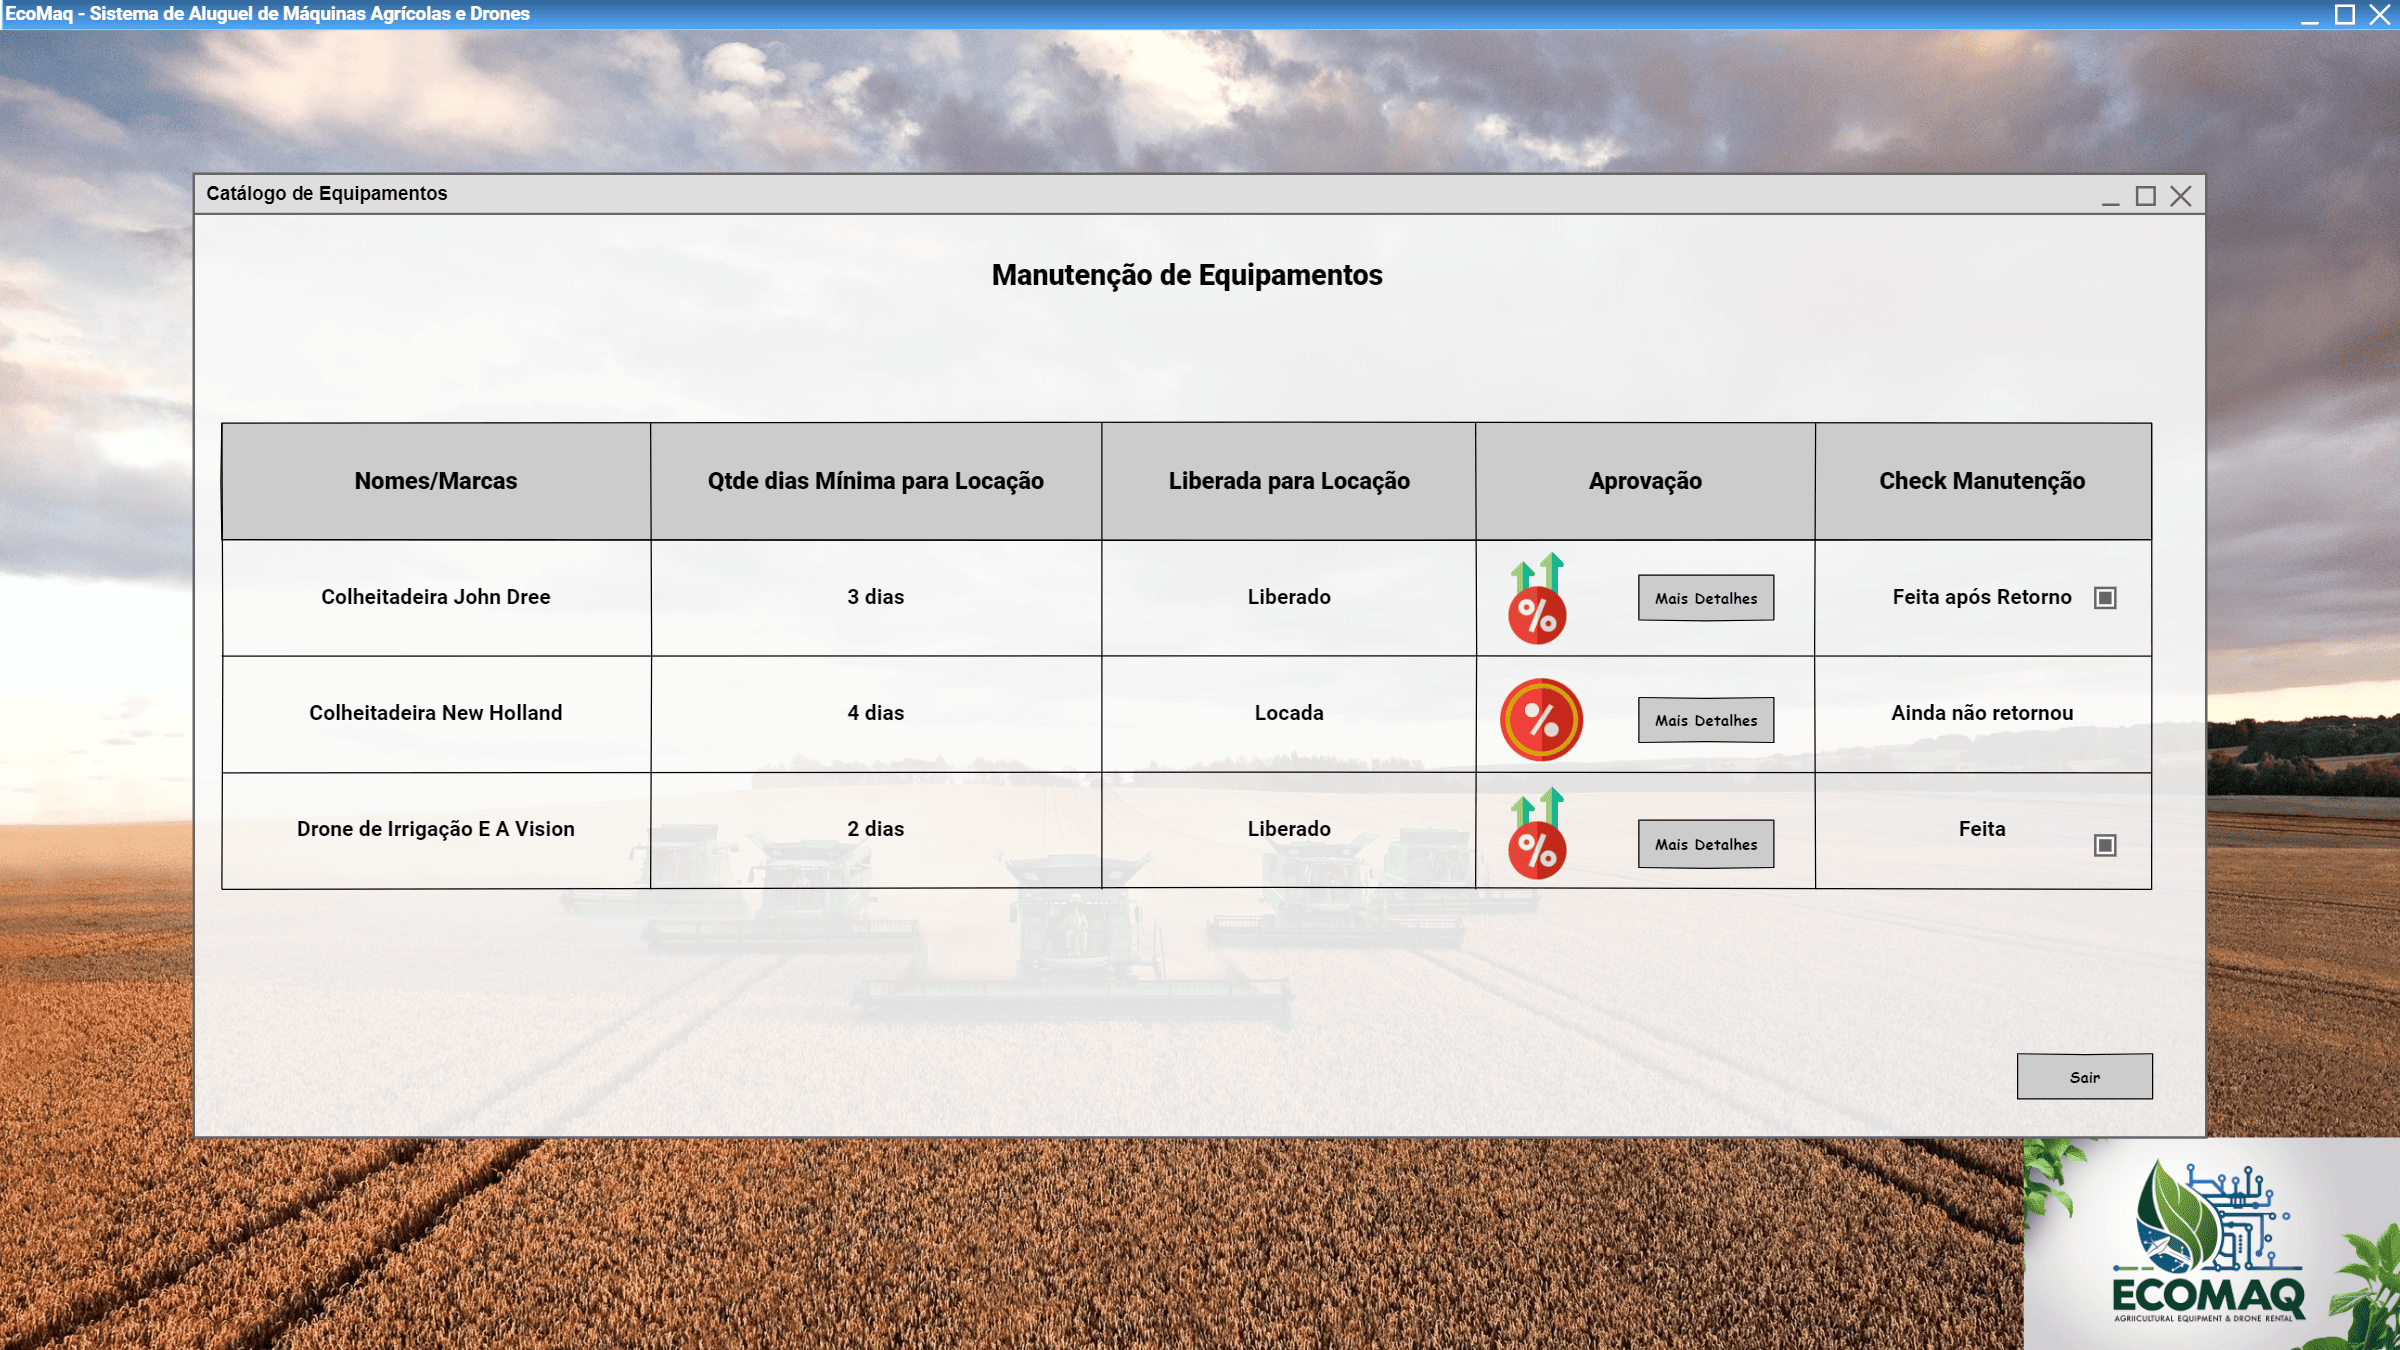 EcoMaq - Sistema de Aluguel de Máquinas Agrícolas e Drones
Catálogo de Equipamentos
Manutenção de Equipamentos
Nomes/Marcas Qtde dias Mínima para Locação Liberada para Locação Aprovação Check Manutenção
Colheitadeira John Dree 3 dias Liberado % Mais Detalhes Feita após Retorno
Colheitadeira New Holland 4 dias Locada % Mais Detalhes Ainda não retornou
Drone de Irrigação E A Vision 2 dias Liberado % Mais Detalhes Feita
Sair
ECOMAQ
AGRIICULTURAL EQUIPMENT & DRONE RENTAL